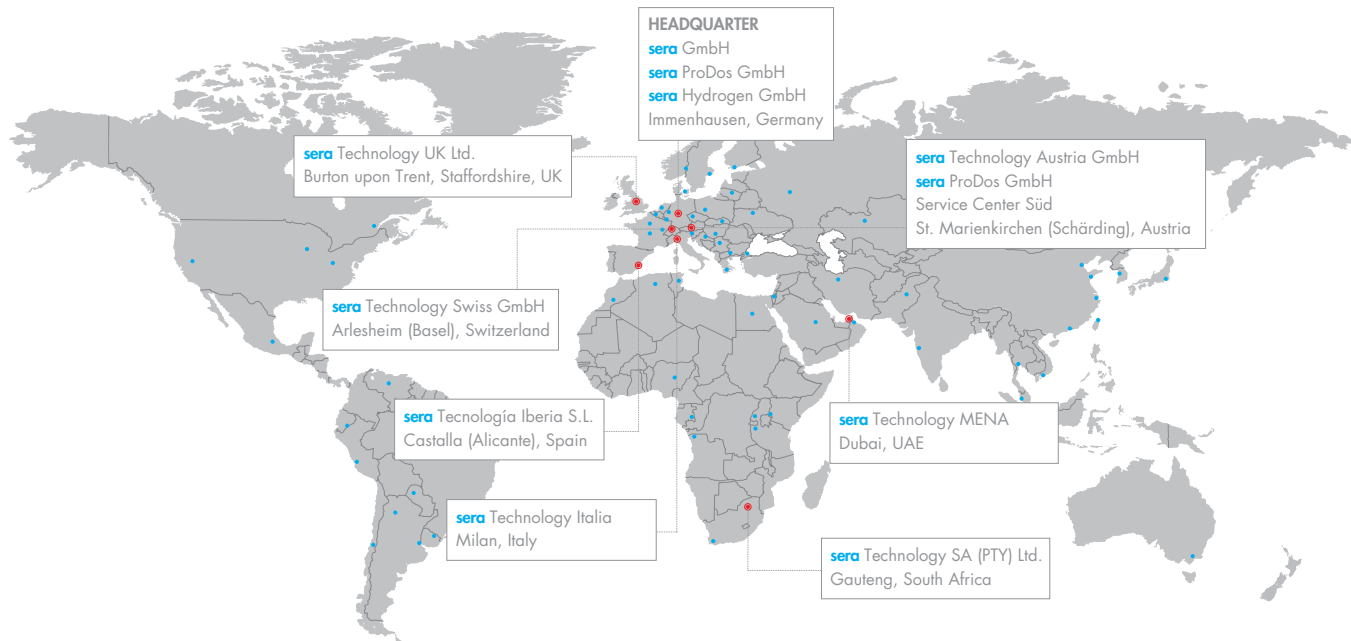 HEADQUARTER
sera GmbH
sera ProDos GmbH
sera Hydrogen GmbH
Immenhausen, Germany
sera Technology UK Ltd.
Burton upon Trent, Staffordshire, UK
sera Technology Austria GmbH
sera ProDos GmbH
Service Center Süd
St. Marienkirchen (Schärding), Austria
sera Technology Swiss GmbH
Arlesheim (Basel), Switzerland
sera Tecnología Iberia S.L.
Castalla (Alicante), Spain
sera Technology MENA
Dubai, UAE
sera Technology Italia
Milan, Italy
sera Technology SA (PTY) Ltd.
Gauteng, South Africa